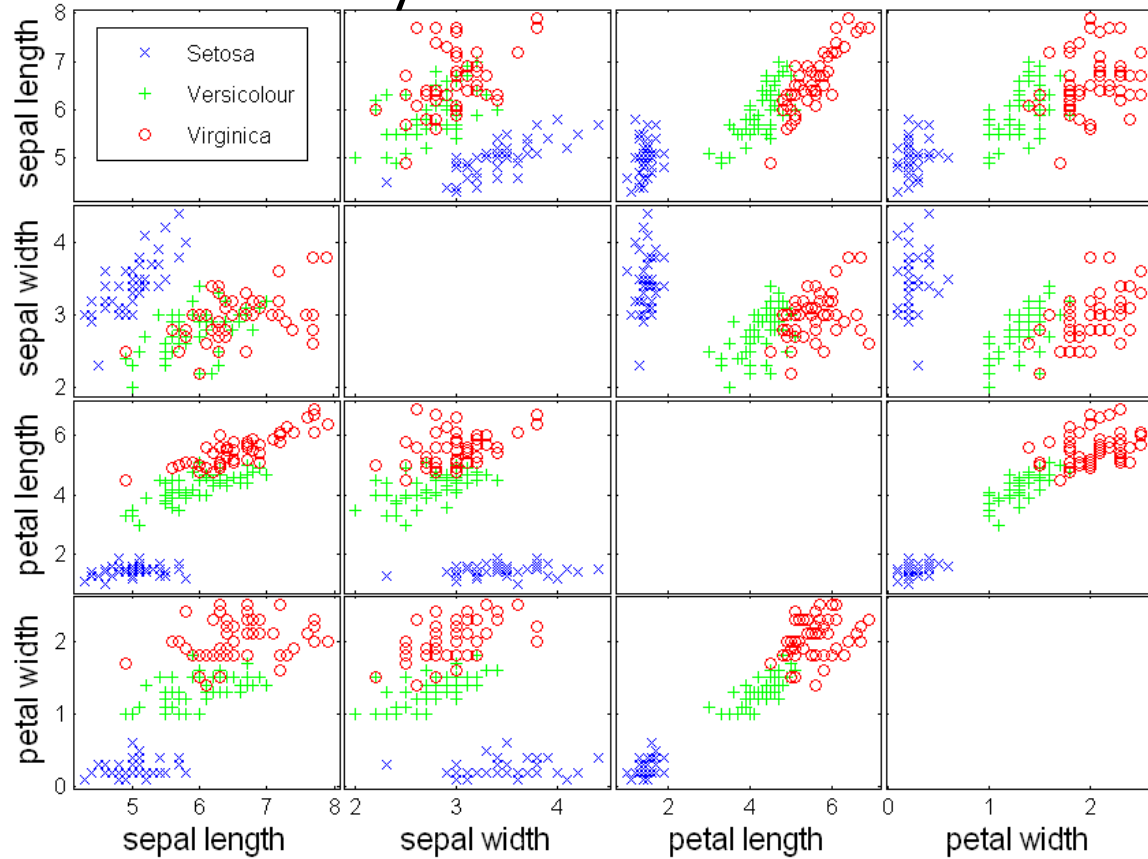 8
7
6
5
sepal length
Setosa
Versicolour
Virginica
4
3
2
sepal width
6
4
2
petal length
2
1
0
petal width
5 6 7 8 2 3 4 2 4 6 1 2
sepal length sepal width petal length petal width